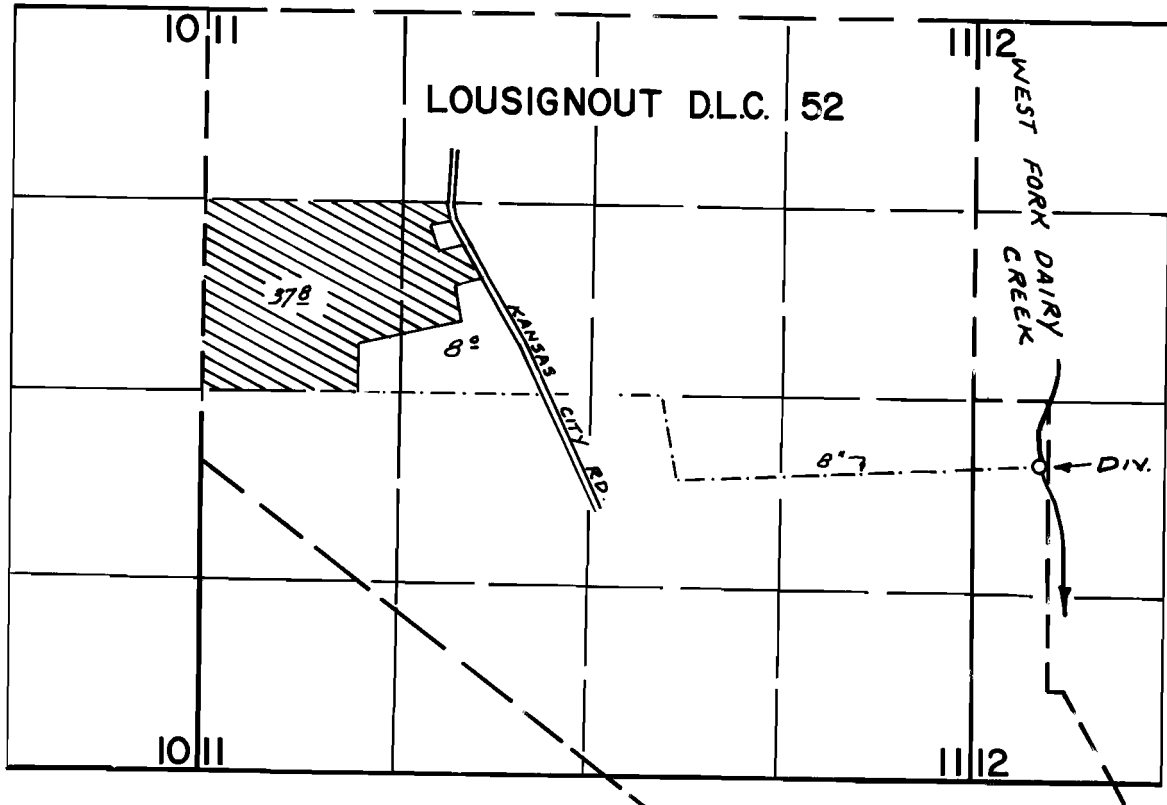 10 11
11 12
LOUSIGNOUT D.L.C. 52
WEST FORK DAIRY
CREEK
37 8
8 0
KANSAS CITY RD.
8"
DIV.
10 11
11 12